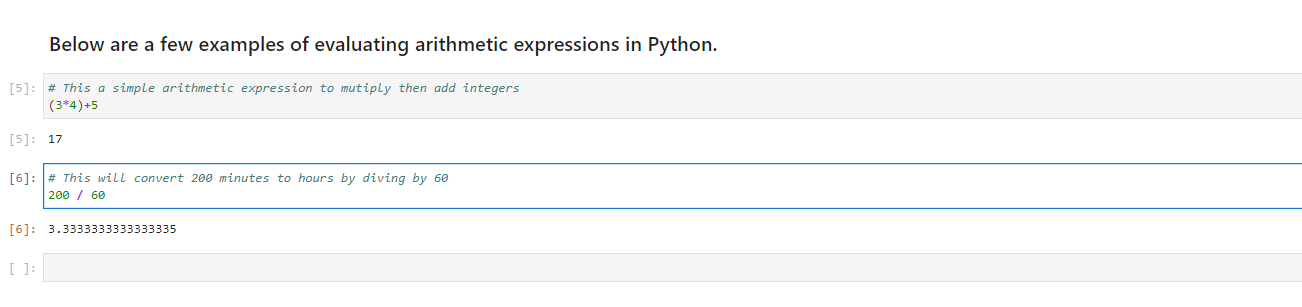 Below are a few examples of evaluating arithmetic expressions in Python.
[5]: # This a simple arithmetic expression to mutiply then add integers
(3*4)+5
[5]: 17
[6]: # This will convert 200 minutes to hours by diving by 60
200 / 60
[6]: 3.3333333333333335
[ ]: